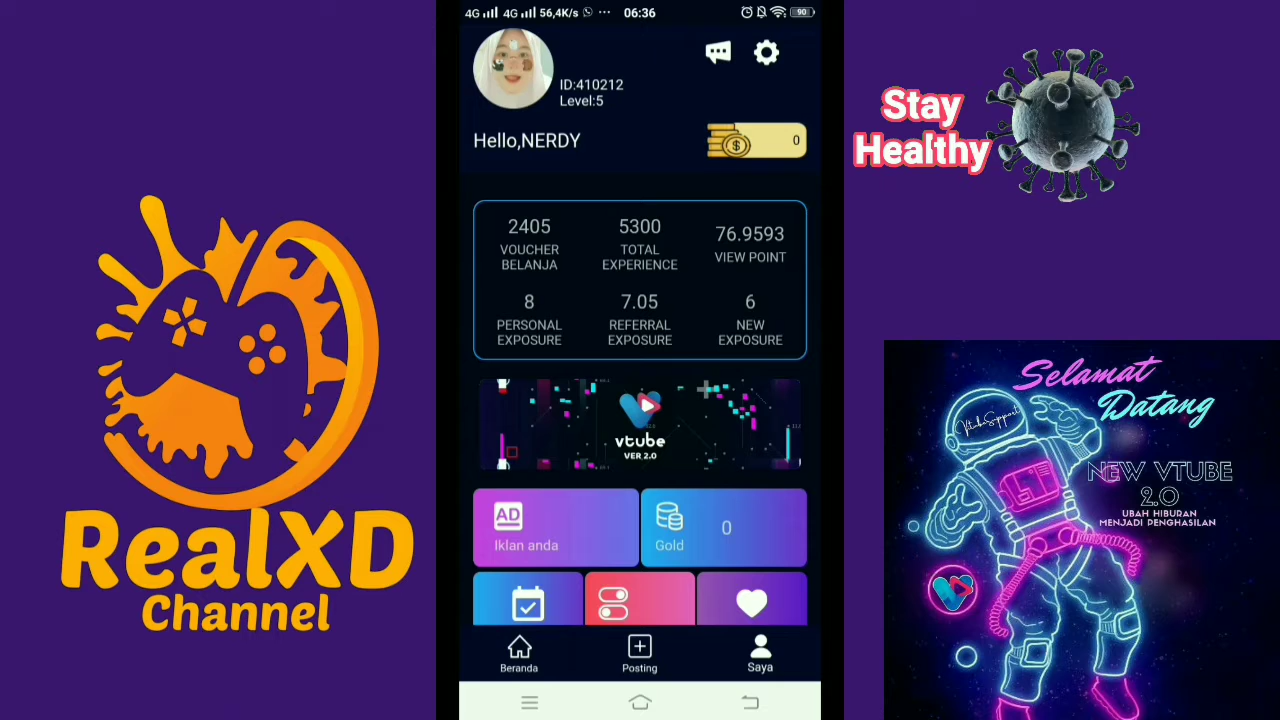 4G 4G 56,4K/s ... 06:36 90
ID:410212
Level:5
Hello,NERDY
$ 0
2405
VOUCHER
BELANJA
5300
TOTAL
EXPERIENCE
76.9593
VIEW POINT
8
PERSONAL
EXPOSURE
7.05
REFERRAL
EXPOSURE
6
NEW
EXPOSURE
vtube
VER 2.0
AD
Iklan anda
Gold
0
Beranda
Posting
Saya
RealXD
Channel
Stay
Healthy
Selamat
Datang
VtubeSupport
NEW VTUBE
2.0
UBAH HIBURAN
MENJADI PENGHASILAN